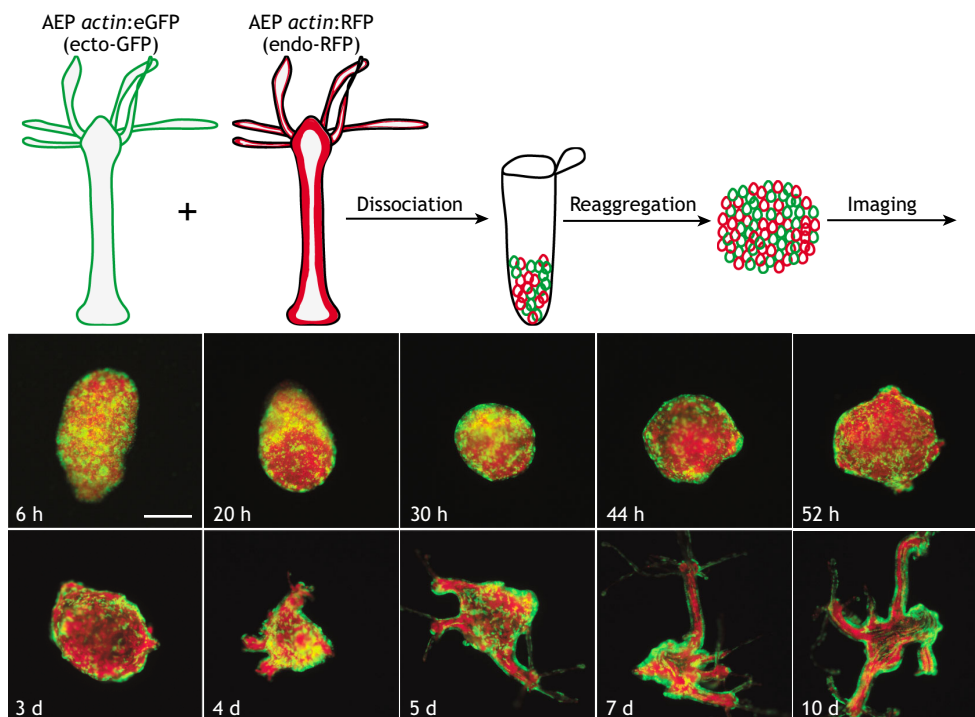 AEP actin:eGFP
(ecto-GFP)
AEP actin:RFP
(endo-RFP)
+
Dissociation
Reaggregation
Imaging
6 h
20 h
30 h
44 h
52 h
3 d
4 d
5 d
7 d
10 d